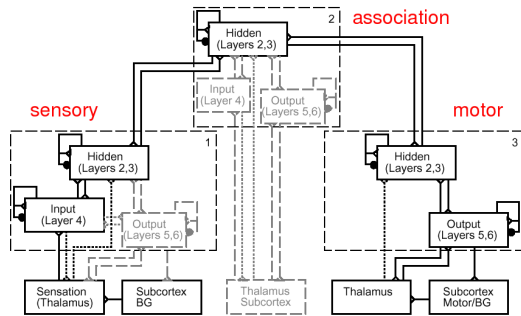 association
2
Hidden
(Layers 2,3)
Input
(Layer 4)
Output
(Layers 5,6)
sensory
1
Hidden
(Layers 2,3)
Input
(Layer 4)
Output
(Layers 5,6)
motor
3
Hidden
(Layers 2,3)
Output
(Layers 5,6)
Sensation
(Thalamus)
Subcortex
BG
Thalamus
Subcortex
Thalamus
Subcortex
Motor/BG